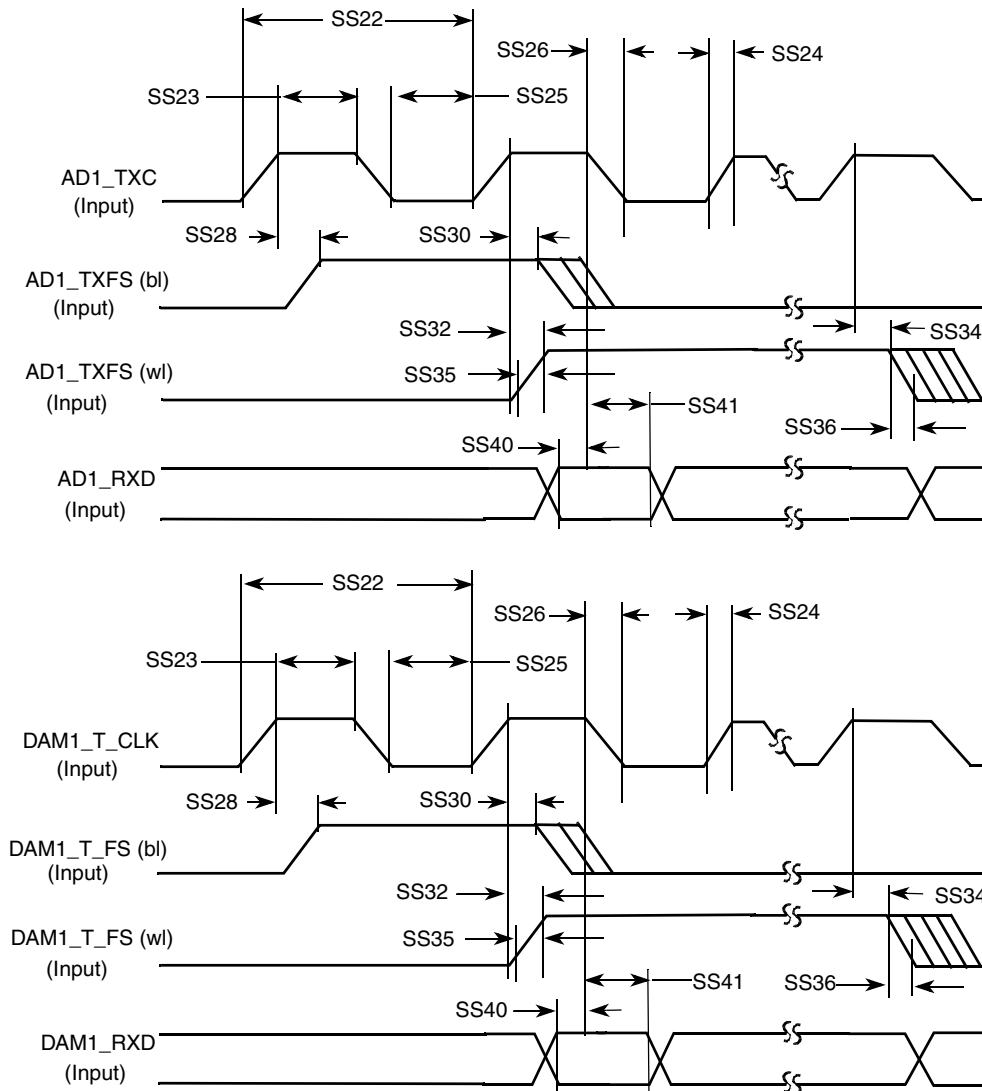 SS22
SS26
SS24
SS23
SS25
AD1_TXC
(Input)
SS28
SS30
AD1_TXFS (bl)
(Input)
SS32
SS34
SS35
AD1_TXFS (wl)
(Input)
SS41
SS36
SS40
AD1_RXD
(Input)
SS22
SS26
SS24
SS23
SS25
DAM1_T_CLK
(Input)
SS28
SS30
DAM1_T_FS (bl)
(Input)
SS32
SS34
SS35
DAM1_T_FS (wl)
(Input)
SS41
SS36
SS40
DAM1_RXD
(Input)